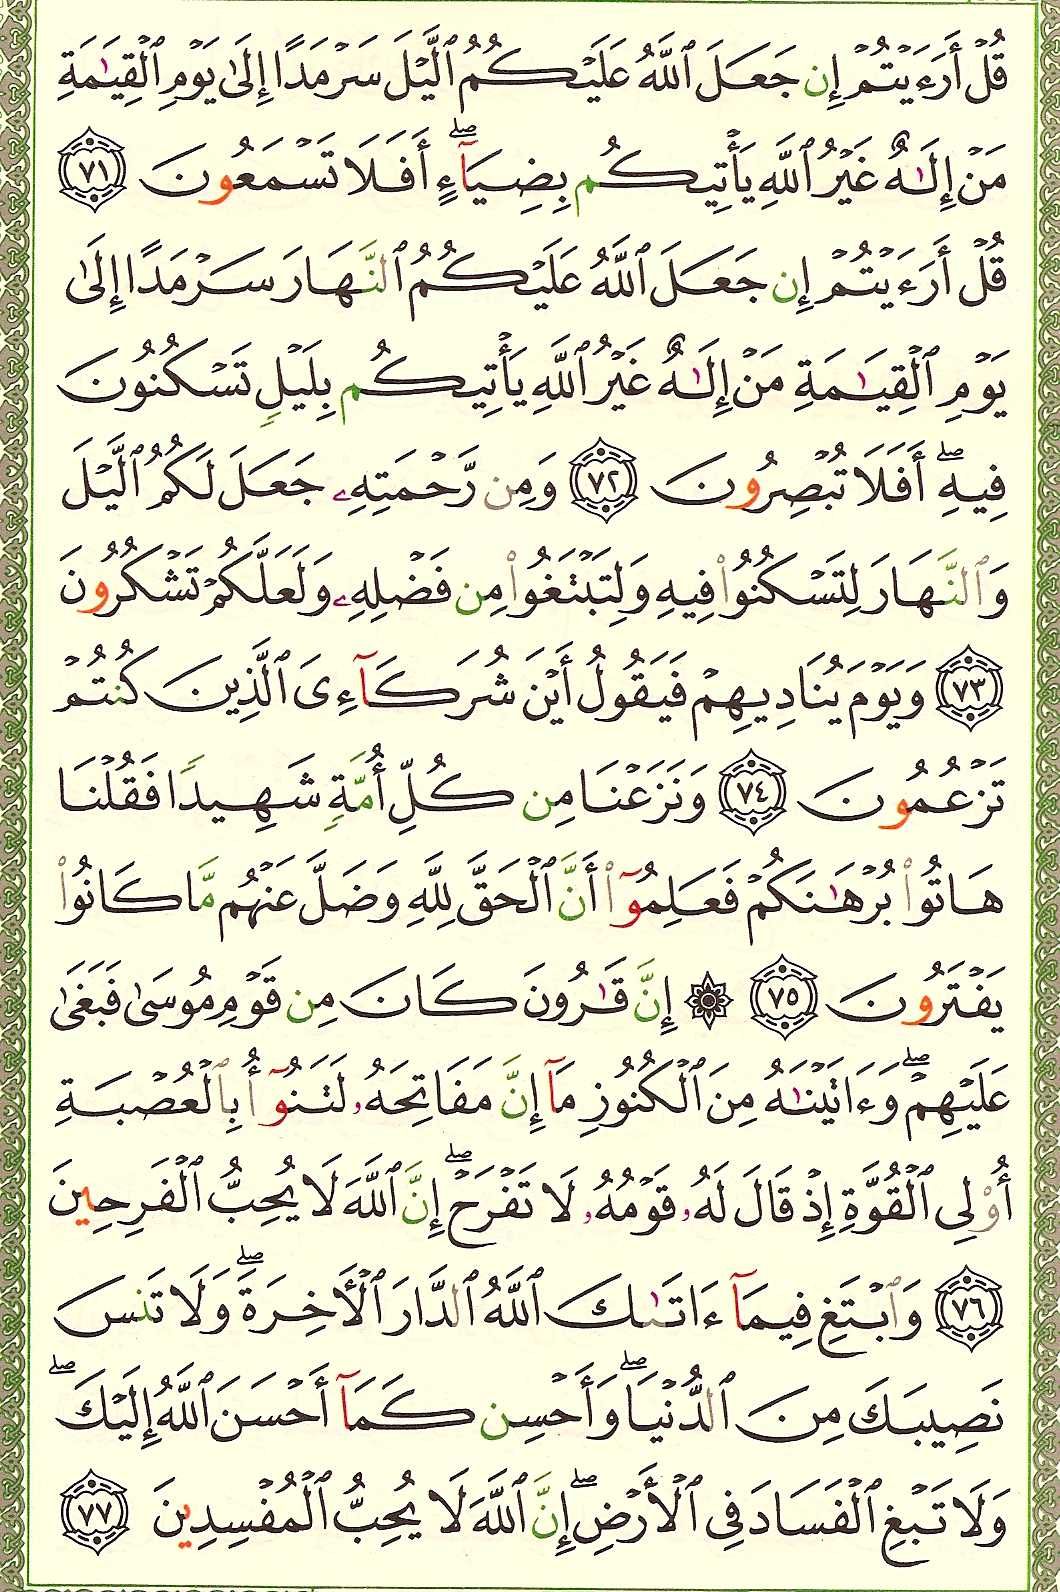 قُلْ أَرَءَيْتُمْ إِن جَعَلَ ٱللَّهُ عَلَيْكُمُ ٱلَّيْلَ سَرْمَدًا إِلَىٰ يَوْمِ ٱلْقِيَـٰمَةِ
مَنْ إِلَـٰهٌ غَيْرُ ٱللَّهِ يَأْتِيكُم بِضِيَآءٍ ۖ أَفَلَا تَسْمَعُونَ ٧١
قُلْ أَرَءَيْتُمْ إِن جَعَلَ ٱللَّهُ عَلَيْكُمُ ٱلنَّهَارَ سَرْمَدًا إِلَىٰ
يَوْمِ ٱلْقِيَـٰمَةِ مَنْ إِلَـٰهٌ غَيْرُ ٱللَّهِ يَأْتِيكُم بِلَيْلٍ تَسْكُنُونَ
فِيهِ ۖ أَفَلَا تُبْصِرُونَ ٧٢ وَمِن رَّحْمَتِهِۦ جَعَلَ لَكُمُ ٱلَّيْلَ
وَٱلنَّهَارَ لِتَسْكُنُوا۟ فِيهِ وَلِتَبْتَغُوا۟ مِن فَضْلِهِۦ وَلَعَلَّكُمْ تَشْكُرُونَ
٧٣ وَيَوْمَ يُنَادِيهِمْ فَيَقُولُ أَيْنَ شُرَكَآءِىَ ٱلَّذِينَ كُنتُمْ
تَزْعُمُونَ ٧٤ وَنَزَعْنَا مِن كُلِّ أُمَّةٍ شَهِيدًا فَقُلْنَا
هَاتُوا۟ بُرْهَـٰنَكُمْ فَعَلِمُوٓا۟ أَنَّ ٱلْحَقَّ لِلَّهِ وَضَلَّ عَنْهُم مَّا كَانُوا۟
يَفْتَرُونَ ٧٥ ۞ إِنَّ قَـٰرُونَ كَانَ مِن قَوْمِ مُوسَىٰ فَبَغَىٰ
عَلَيْهِمْ ۖ وَءَاتَيْنَـٰهُ مِنَ ٱلْكُنُوزِ مَآ إِنَّ مَفَاتِحَهُۥ لَتَنُوٓأُ بِٱلْعُصْبَةِ
أُو۟لِى ٱلْقُوَّةِ إِذْ قَالَ لَهُۥ قَوْمُهُۥ لَا تَفْرَحْ ۖ إِنَّ ٱللَّهَ لَا يُحِبُّ ٱلْفَرِحِينَ
٧٦ وَٱبْتَغِ فِيمَآ ءَاتَىٰكَ ٱللَّهُ ٱلدَّارَ ٱلْـَٔاخِرَةَ ۖ وَلَا تَنسَ
نَصِيبَكَ مِنَ ٱلدُّنْيَا ۖ وَأَحْسِن كَمَآ أَحْسَنَ ٱللَّهُ إِلَيْكَ ۖ
وَلَا تَبْغِ ٱلْفَسَادَ فِى ٱلْأَرْضِ ۖ إِنَّ ٱللَّهَ لَا يُحِبُّ ٱلْمُفْسِدِينَ ٧٧